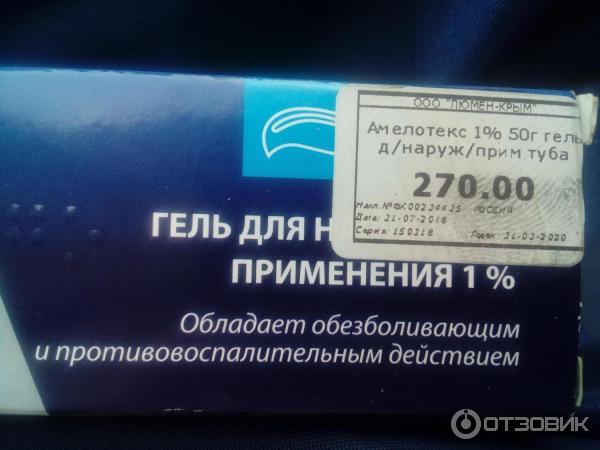 ООО "ЛЮМЕН-КРЫМ"
Амелотекс 1% 50г гель
д/наруж/прим туба
270.00
РОССИЯ
Дата: 31-07-2018
Серия: 150318 Годен: 31-03-2020
ГЕЛЬ ДЛЯ Н
ПРИМЕНЕНИЯ 1 %
Обладает обезболивающим
и противовоспалительным действием
ОТЗОВИК